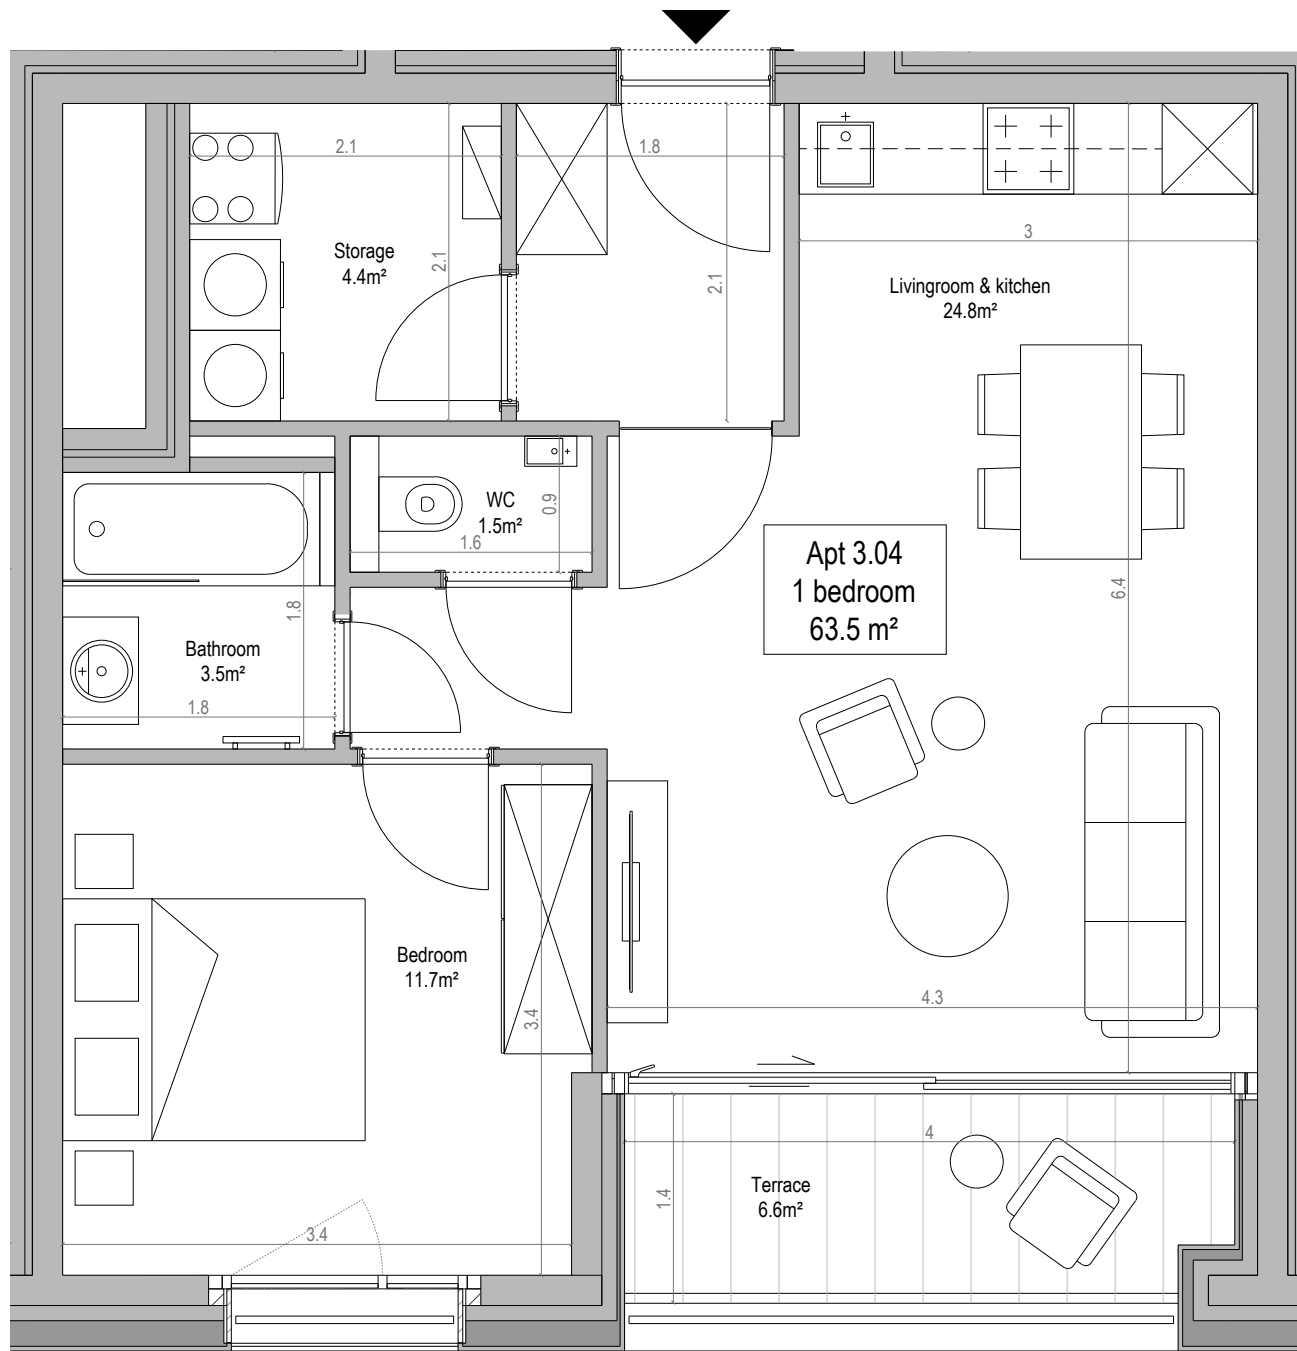 2.1
1.8
Storage
4.4m²
2.1
2.1
3
Livingroom & kitchen
24.8m²
WC
1.5m²
0.9
1.6
Apt 3.04
1 bedroom
63.5 m²
6.4
1.8
Bathroom
3.5m²
1.8
Bedroom
11.7m²
3.4
4.3
4
1.4
Terrace
6.6m²
3.4